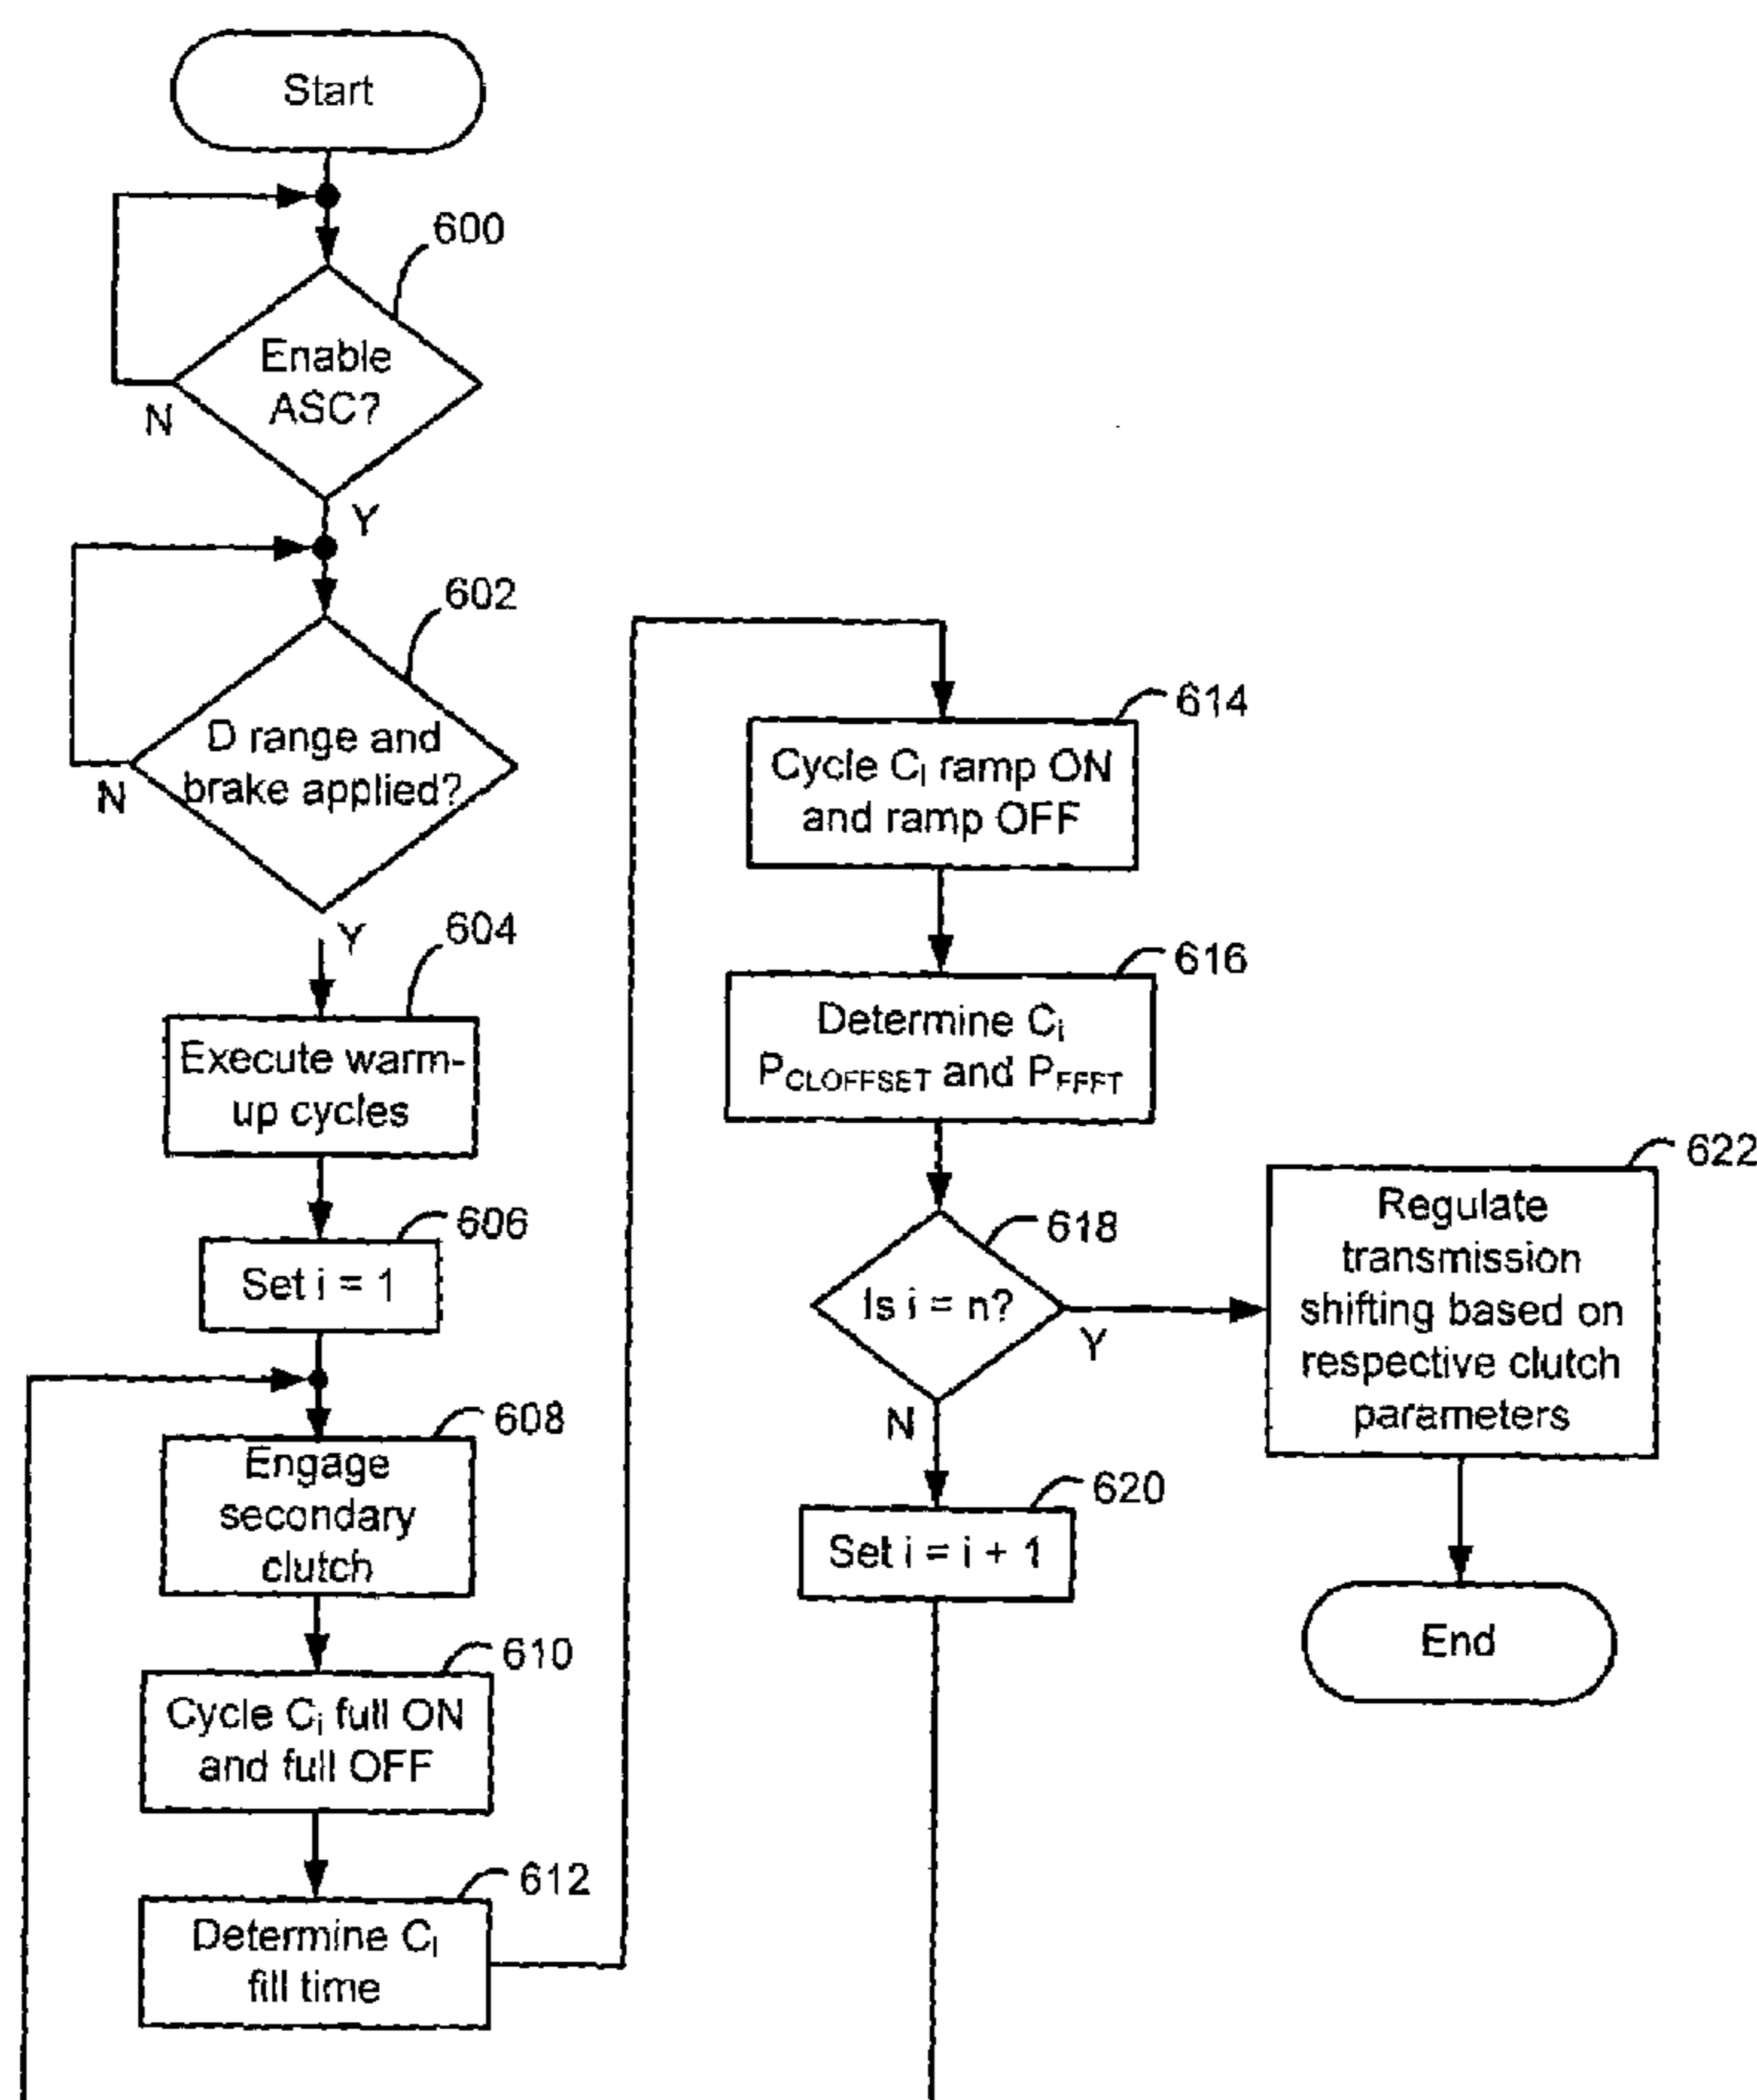 Start
600
Enable
ASC?
N
Y
602
D range and
brake applied?
N
Y
604
Execute warm-
up cycles
606
Set i = 1
608
Engage
secondary
clutch
610
Cycle Ci full ON
and full OFF
612
Determine Ci
fill time
614
Cycle Ci ramp ON
and ramp OFF
616
Determine Ci
PCLOFFSET and PFFFT
618
Is i = n?
Y
N
620
Set i = i + 1
622
Regulate
transmission
shifting based on
respective clutch
parameters
End